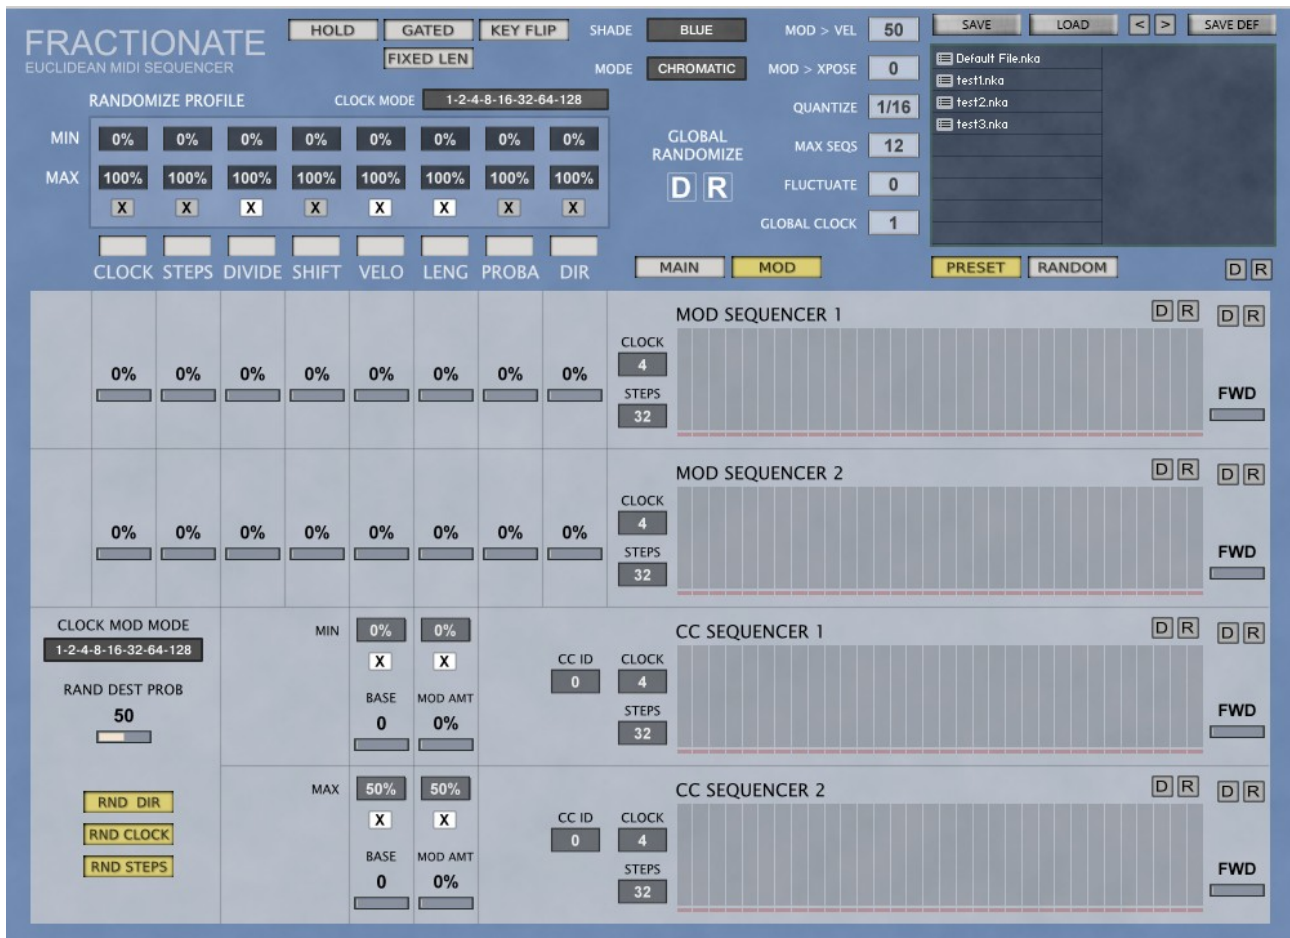 FRACTIONATE
EUCLIDEAN MIDI SEQUENCER
HOLD GATED KEY FLIP
FIXED LEN
SHADE BLUE
MODE CHROMATIC
MOD > VEL 50
MOD > XPOSE 0
QUANTIZE 1/16
MAX SEQS 12
FLUCTUATE 0
GLOBAL CLOCK 1
SAVE LOAD < > SAVE DEF
Default File.nka
test1.nka
test2.nka
test3.nka
RANDOMIZE PROFILE CLOCK MODE 1-2-4-8-16-32-64-128
MIN 0% 0% 0% 0% 0% 0% 0% 0%
MAX 100% 100% 100% 100% 100% 100% 100% 100%
X X X X X X X X
GLOBAL
RANDOMIZE
D R
CLOCK STEPS DIVIDE SHIFT VELO LENG PROBA DIR
MAIN MOD
PRESET RANDOM D R
MOD SEQUENCER 1 D R D R
CLOCK
4
STEPS
32
0% 0% 0% 0% 0% 0% 0% 0%
FWD
MOD SEQUENCER 2 D R D R
CLOCK
4
STEPS
32
0% 0% 0% 0% 0% 0% 0% 0%
FWD
CLOCK MOD MODE
1-2-4-8-16-32-64-128
RAND DEST PROB
50
RND DIR
RND CLOCK
RND STEPS
MIN 0% 0%
X X
BASE MOD AMT
0 0%
CC ID
0
CLOCK
4
STEPS
32
CC SEQUENCER 1 D R D R
FWD
MAX 50% 50%
X X
BASE MOD AMT
0 0%
CC ID
0
CLOCK
4
STEPS
32
CC SEQUENCER 2 D R D R
FWD